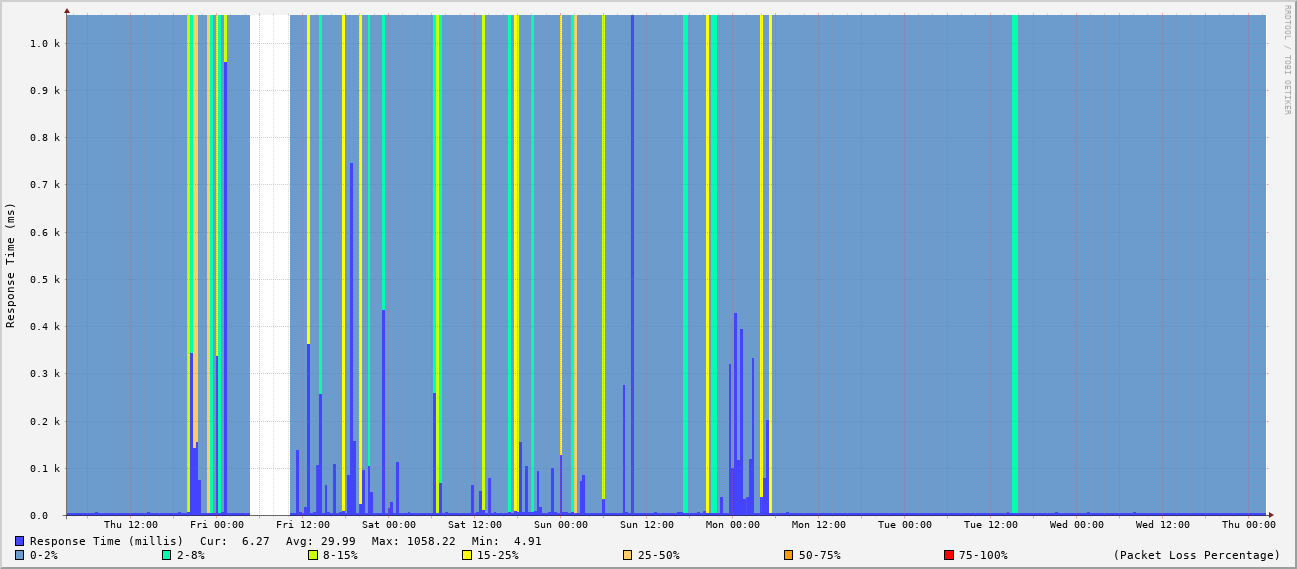 RRDTOOL / TOBI OETIKER
Response Time (ms)
1.0 k
0.9 k
0.8 k
0.7 k
0.6 k
0.5 k
0.4 k
0.3 k
0.2 k
0.1 k
0.0
Thu 12:00 Fri 00:00 Fri 12:00 Sat 00:00 Sat 12:00 Sun 00:00 Sun 12:00 Mon 00:00 Mon 12:00 Tue 00:00 Tue 12:00 Wed 00:00 Wed 12:00 Thu 00:00
Response Time (millis) Cur: 6.27 Avg: 29.99 Max: 1058.22 Min: 4.91
0-2% 2-8% 8-15% 15-25% 25-50% 50-75% 75-100% (Packet Loss Percentage)